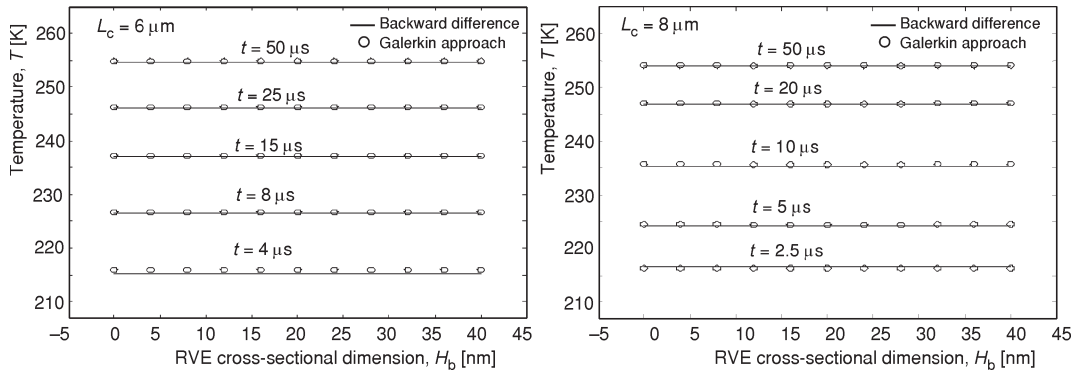 L_c = 6 μm
Backward difference
Galerkin approach
t = 50 μs
t = 25 μs
t = 15 μs
t = 8 μs
t = 4 μs
Temperature, T [K]
265
260
250
240
230
220
210
–5
0
5
10
15
20
25
30
35
40
45
RVE cross-sectional dimension, H_b [nm]
L_c = 8 μm
Backward difference
Galerkin approach
t = 50 μs
t = 20 μs
t = 10 μs
t = 5 μs
t = 2.5 μs
Temperature, T [K]
260
250
240
230
220
210
–5
0
5
10
15
20
25
30
35
40
45
RVE cross-sectional dimension, H_b [nm]